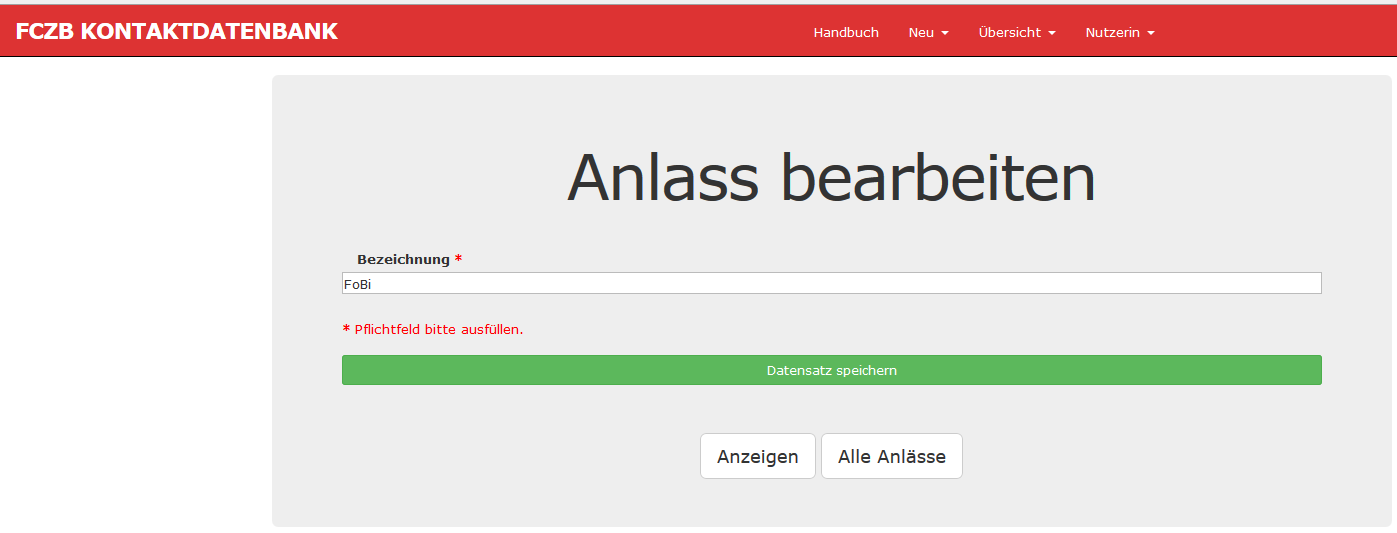 FCZB KONTAKTDATENBANK
Handbuch Neu Übersicht Nutzerin
Anlass bearbeiten
Bezeichnung *
FoBi
* Pflichtfeld bitte ausfüllen.
Datensatz speichern
Anzeigen Alle Anlässe